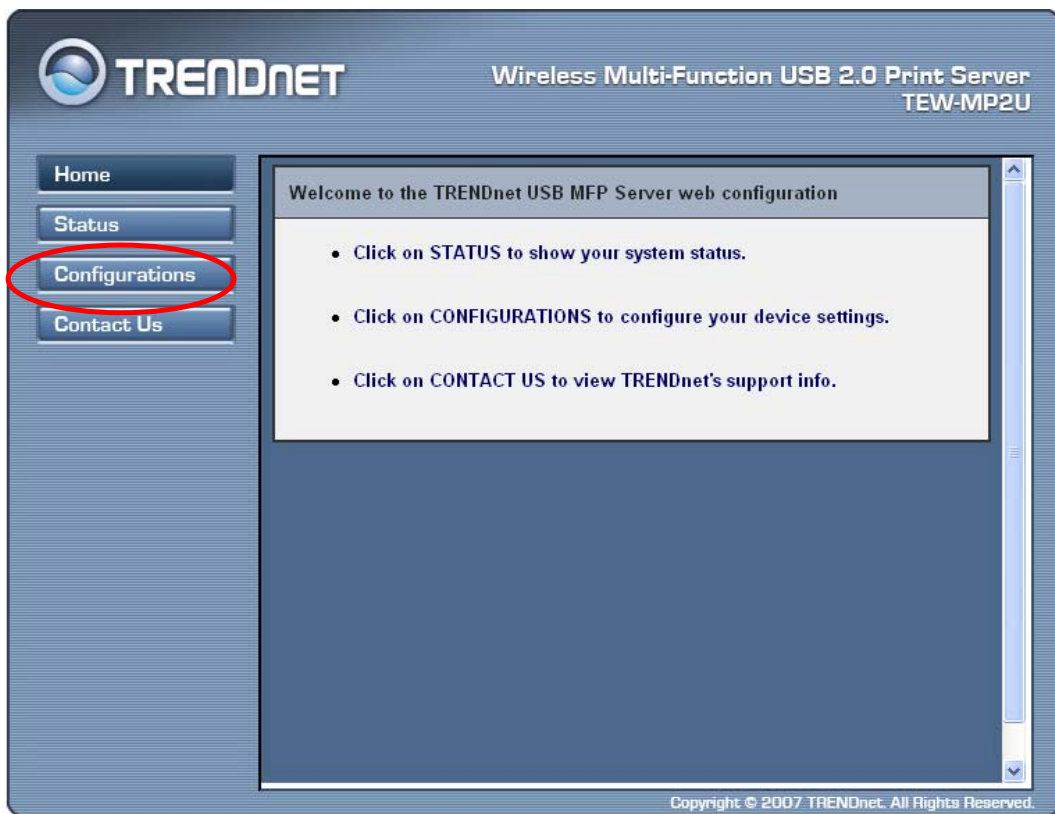 TRENDNET
Wireless Multi-Function USB 2.0 Print Server
TEW-MP2U
Home
Status
Configurations
Contact Us
Welcome to the TRENDnet USB MFP Server web configuration
• Click on STATUS to show your system status.
• Click on CONFIGURATIONS to configure your device settings.
• Click on CONTACT US to view TRENDnet's support info.
Copyright © 2007 TRENDnet. All Rights Reserved.